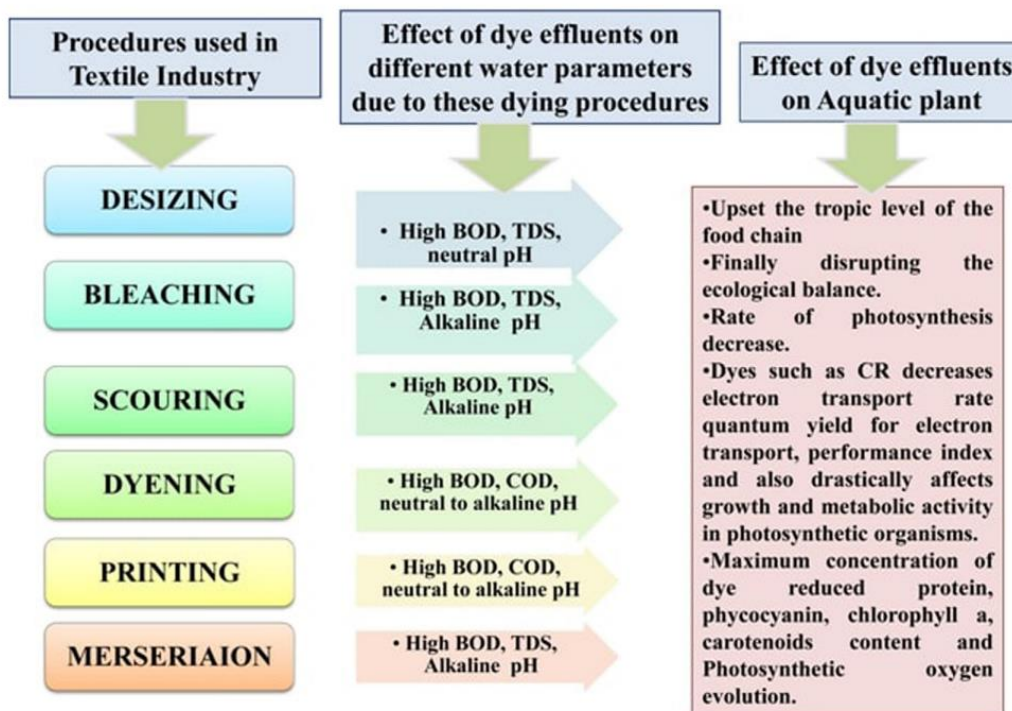 Procedures used in
Textile Industry
Effect of dye effluents on
different water parameters
due to these dying procedures
Effect of dye effluents
on Aquatic plant
DESIZING
BLEACHING
SCOURING
DYENING
PRINTING
MERSERIAION
• High BOD, TDS,
neutral pH
• High BOD, TDS,
Alkaline pH
• High BOD, TDS,
Alkaline pH
• High BOD, COD,
neutral to alkaline pH
• High BOD, COD,
neutral to alkaline pH
• High BOD, TDS,
Alkaline pH
•Upset the tropic level of the
food chain
•Finally disrupting the
ecological balance.
•Rate of photosynthesis
decrease.
•Dyes such as CR decreases
electron transport rate
quantum yield for electron
transport, performance index
and also drastically affects
growth and metabolic activity
in photosynthetic organisms.
•Maximum concentration of
dye reduced protein,
phycocyanin, chlorophyll a,
carotenoids content and
Photosynthetic oxygen
evolution.